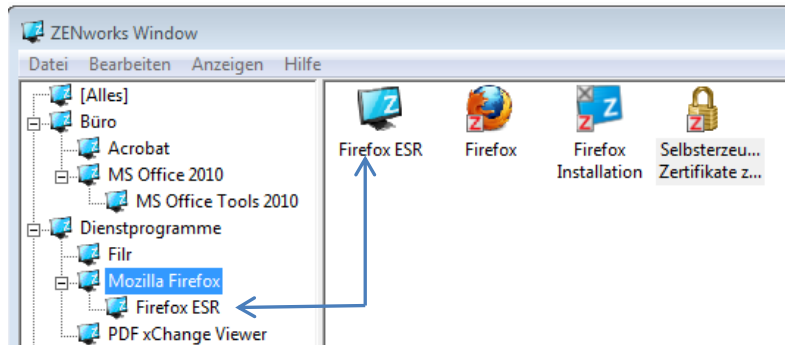 ZENworks Window
Datei Bearbeiten Anzeigen Hilfe
[Alles]
Büro
Acrobat
MS Office 2010
MS Office Tools 2010
Dienstprogramme
Filr
Mozilla Firefox
Firefox ESR
PDF xChange Viewer
Firefox ESR
Firefox
Firefox
Installation
Selbsterzeu...
Zertifikate z...